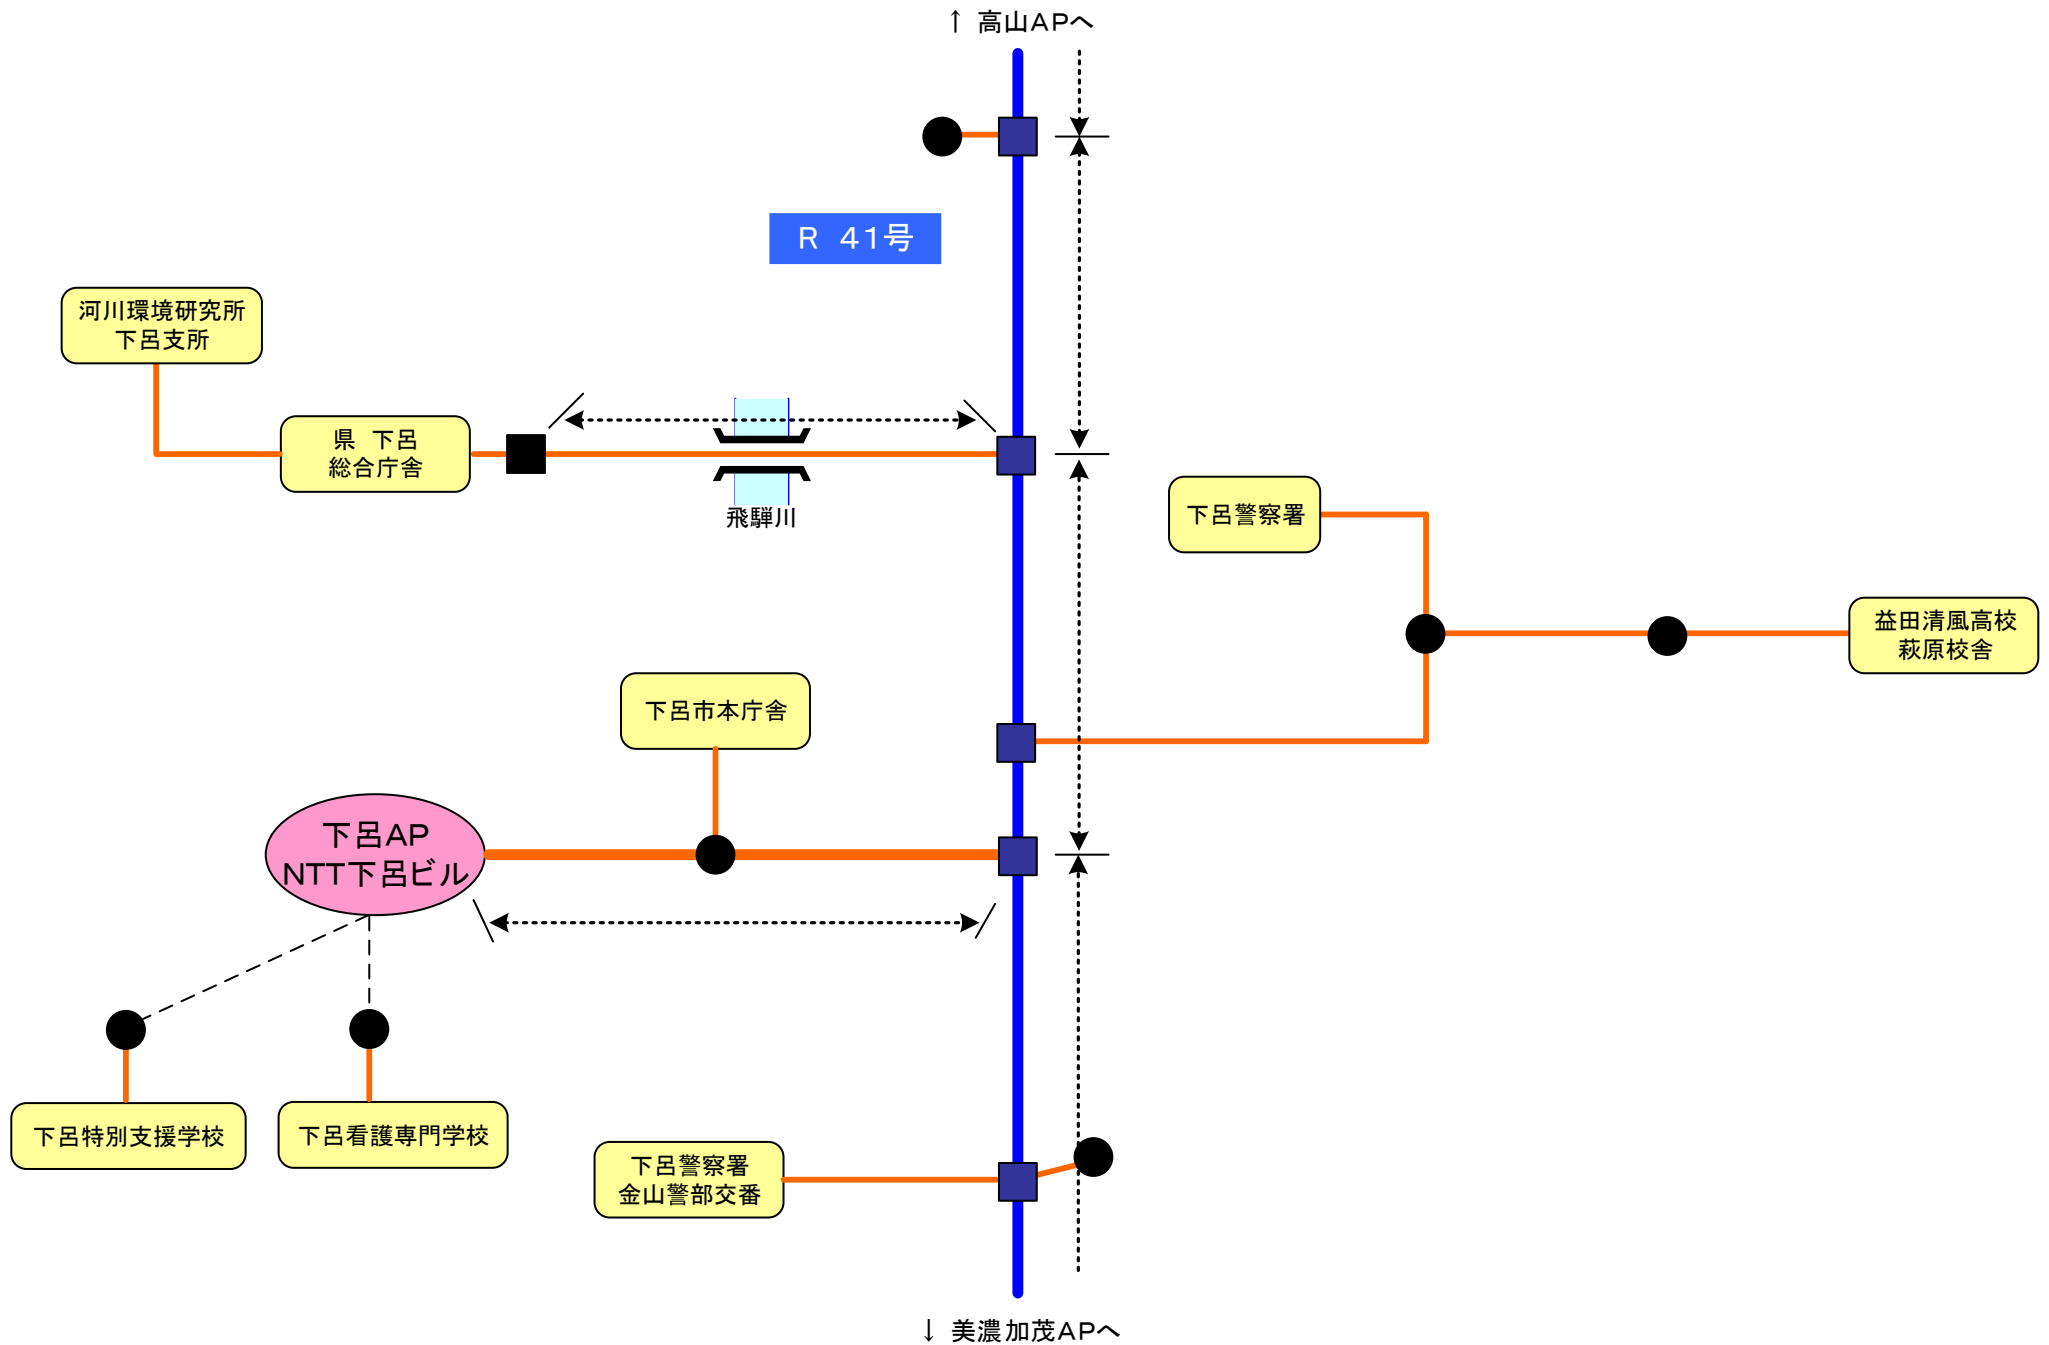 ↑ 高山APへ
R 41号
河川環境研究所
下呂支所
県 下呂
総合庁舎
飛騨川
下呂警察署
益田清風高校
萩原校舎
下呂市本庁舎
下呂AP
NTT下呂ビル
下呂特別支援学校
下呂看護専門学校
下呂警察署
金山警部交番
↓ 美濃加茂APへ